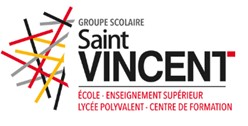 GROUPE SCOLAIRE
Saint
VINCENT
ÉCOLE - ENSEIGNEMENT SUPÉRIEUR
LYCÉE POLYVALENT - CENTRE DE FORMATION